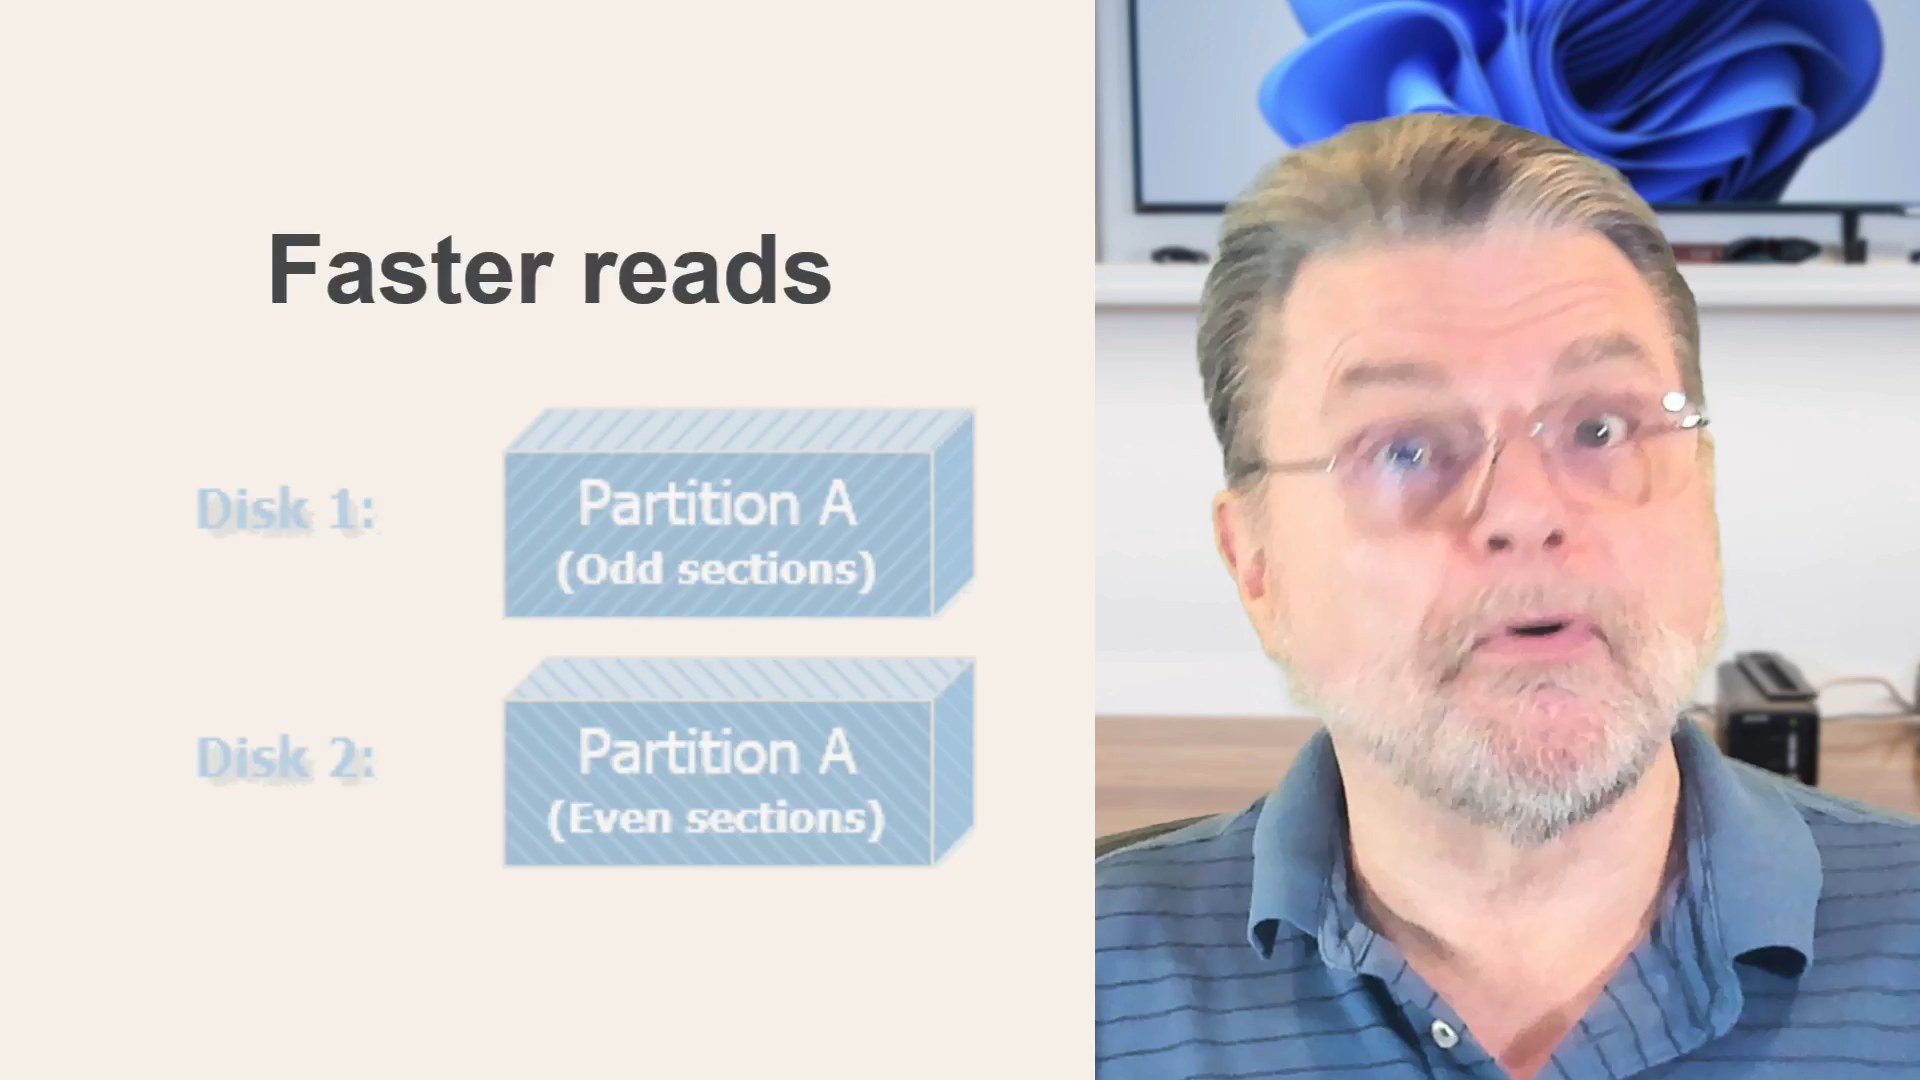 Faster reads
Disk 1:
Partition A
(Odd sections)
Disk 2:
Partition A
(Even sections)